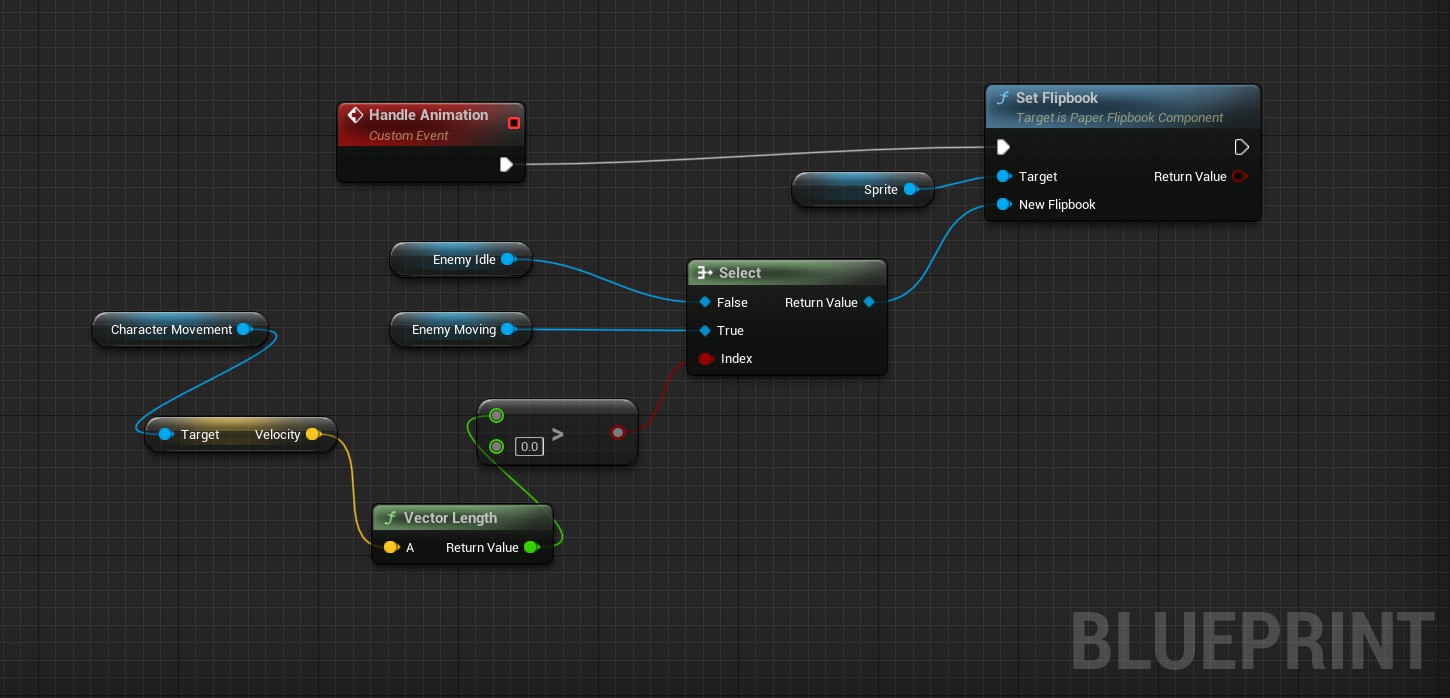 Handle Animation
Custom Event
Set Flipbook
Target is Paper Flipbook Component
Target
Return Value
New Flipbook
Sprite
Enemy Idle
Select
False
Return Value
Enemy Moving
True
Index
Character Movement
Target
Velocity
0.0
>
Vector Length
A
Return Value
BLUEPRINT